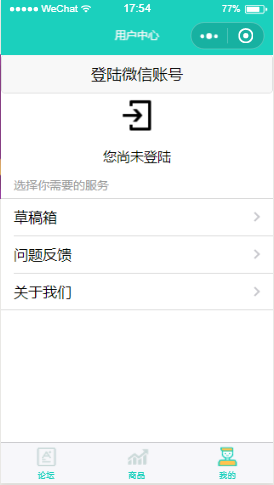 WeChat 17:54 77%
用户中心
登陆微信账号
您尚未登陆
选择你需要的服务
草稿箱
问题反馈
关于我们
论坛 商品 我的